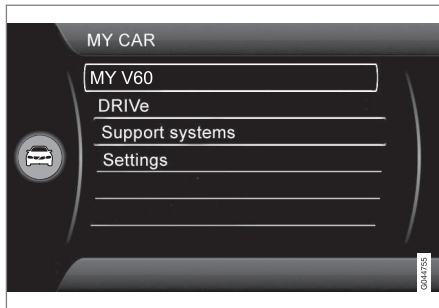 MY CAR
MY V60
DRIVe
Support systems
Settings
G044755